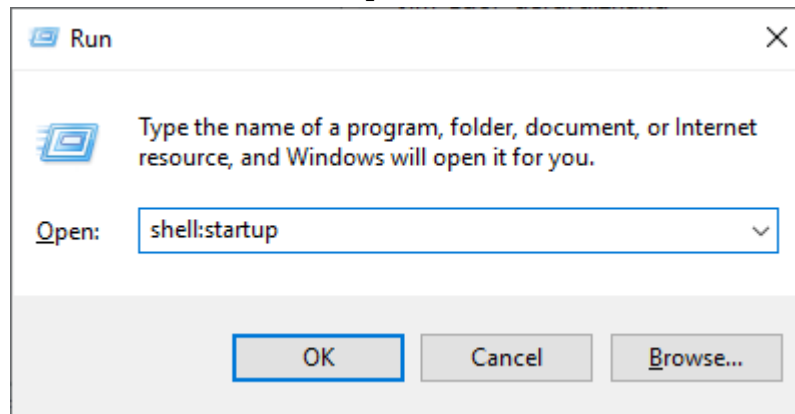 Run
Type the name of a program, folder, document, or Internet
resource, and Windows will open it for you.
Open: shell:startup
OK Cancel Browse...